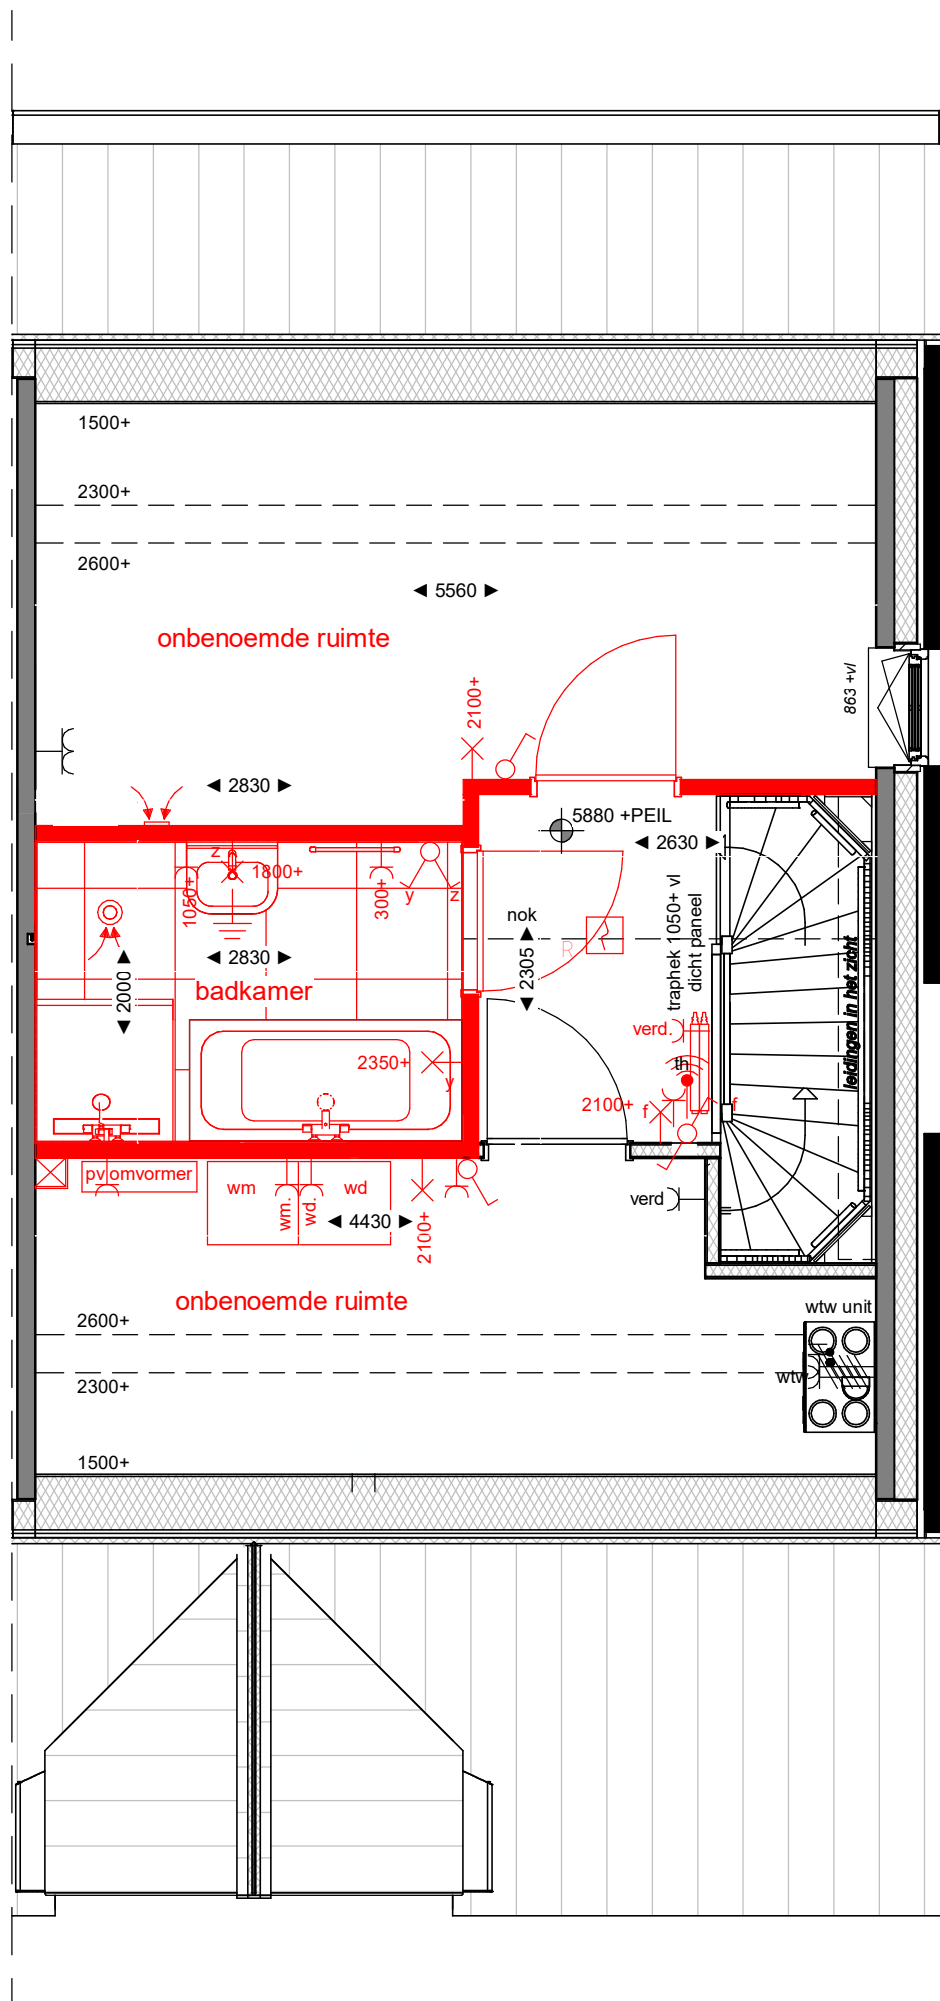 1500+
2300+
2600+
5560
onbenoemde ruimte
2100+
863 +vl
2830
5880 +PEIL
2630
z
1800+
1050+
300+
y
z
nok
2305
R
traphek 1050+ vl
dicht paneel
leidingen in het zicht
2830
2000
badkamer
verd.
2350+
y
th
2100+
f
f
pv omvormer
wm
wd
wm.
wd.
4430
2100+
verd
onbenoemde ruimte
2600+
wtw unit
2300+
wtw
1500+